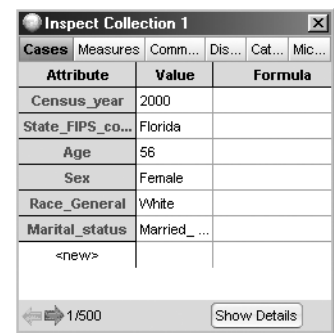 Inspect Collection 1
Cases Measures Comm... Dis... Cat... Mic...
Attribute Value Formula
Census_year 2000
State_FIPS_co... Florida
Age 56
Sex Female
Race_General White
Marital_status Married_ ...
<new>
1/500 Show Details